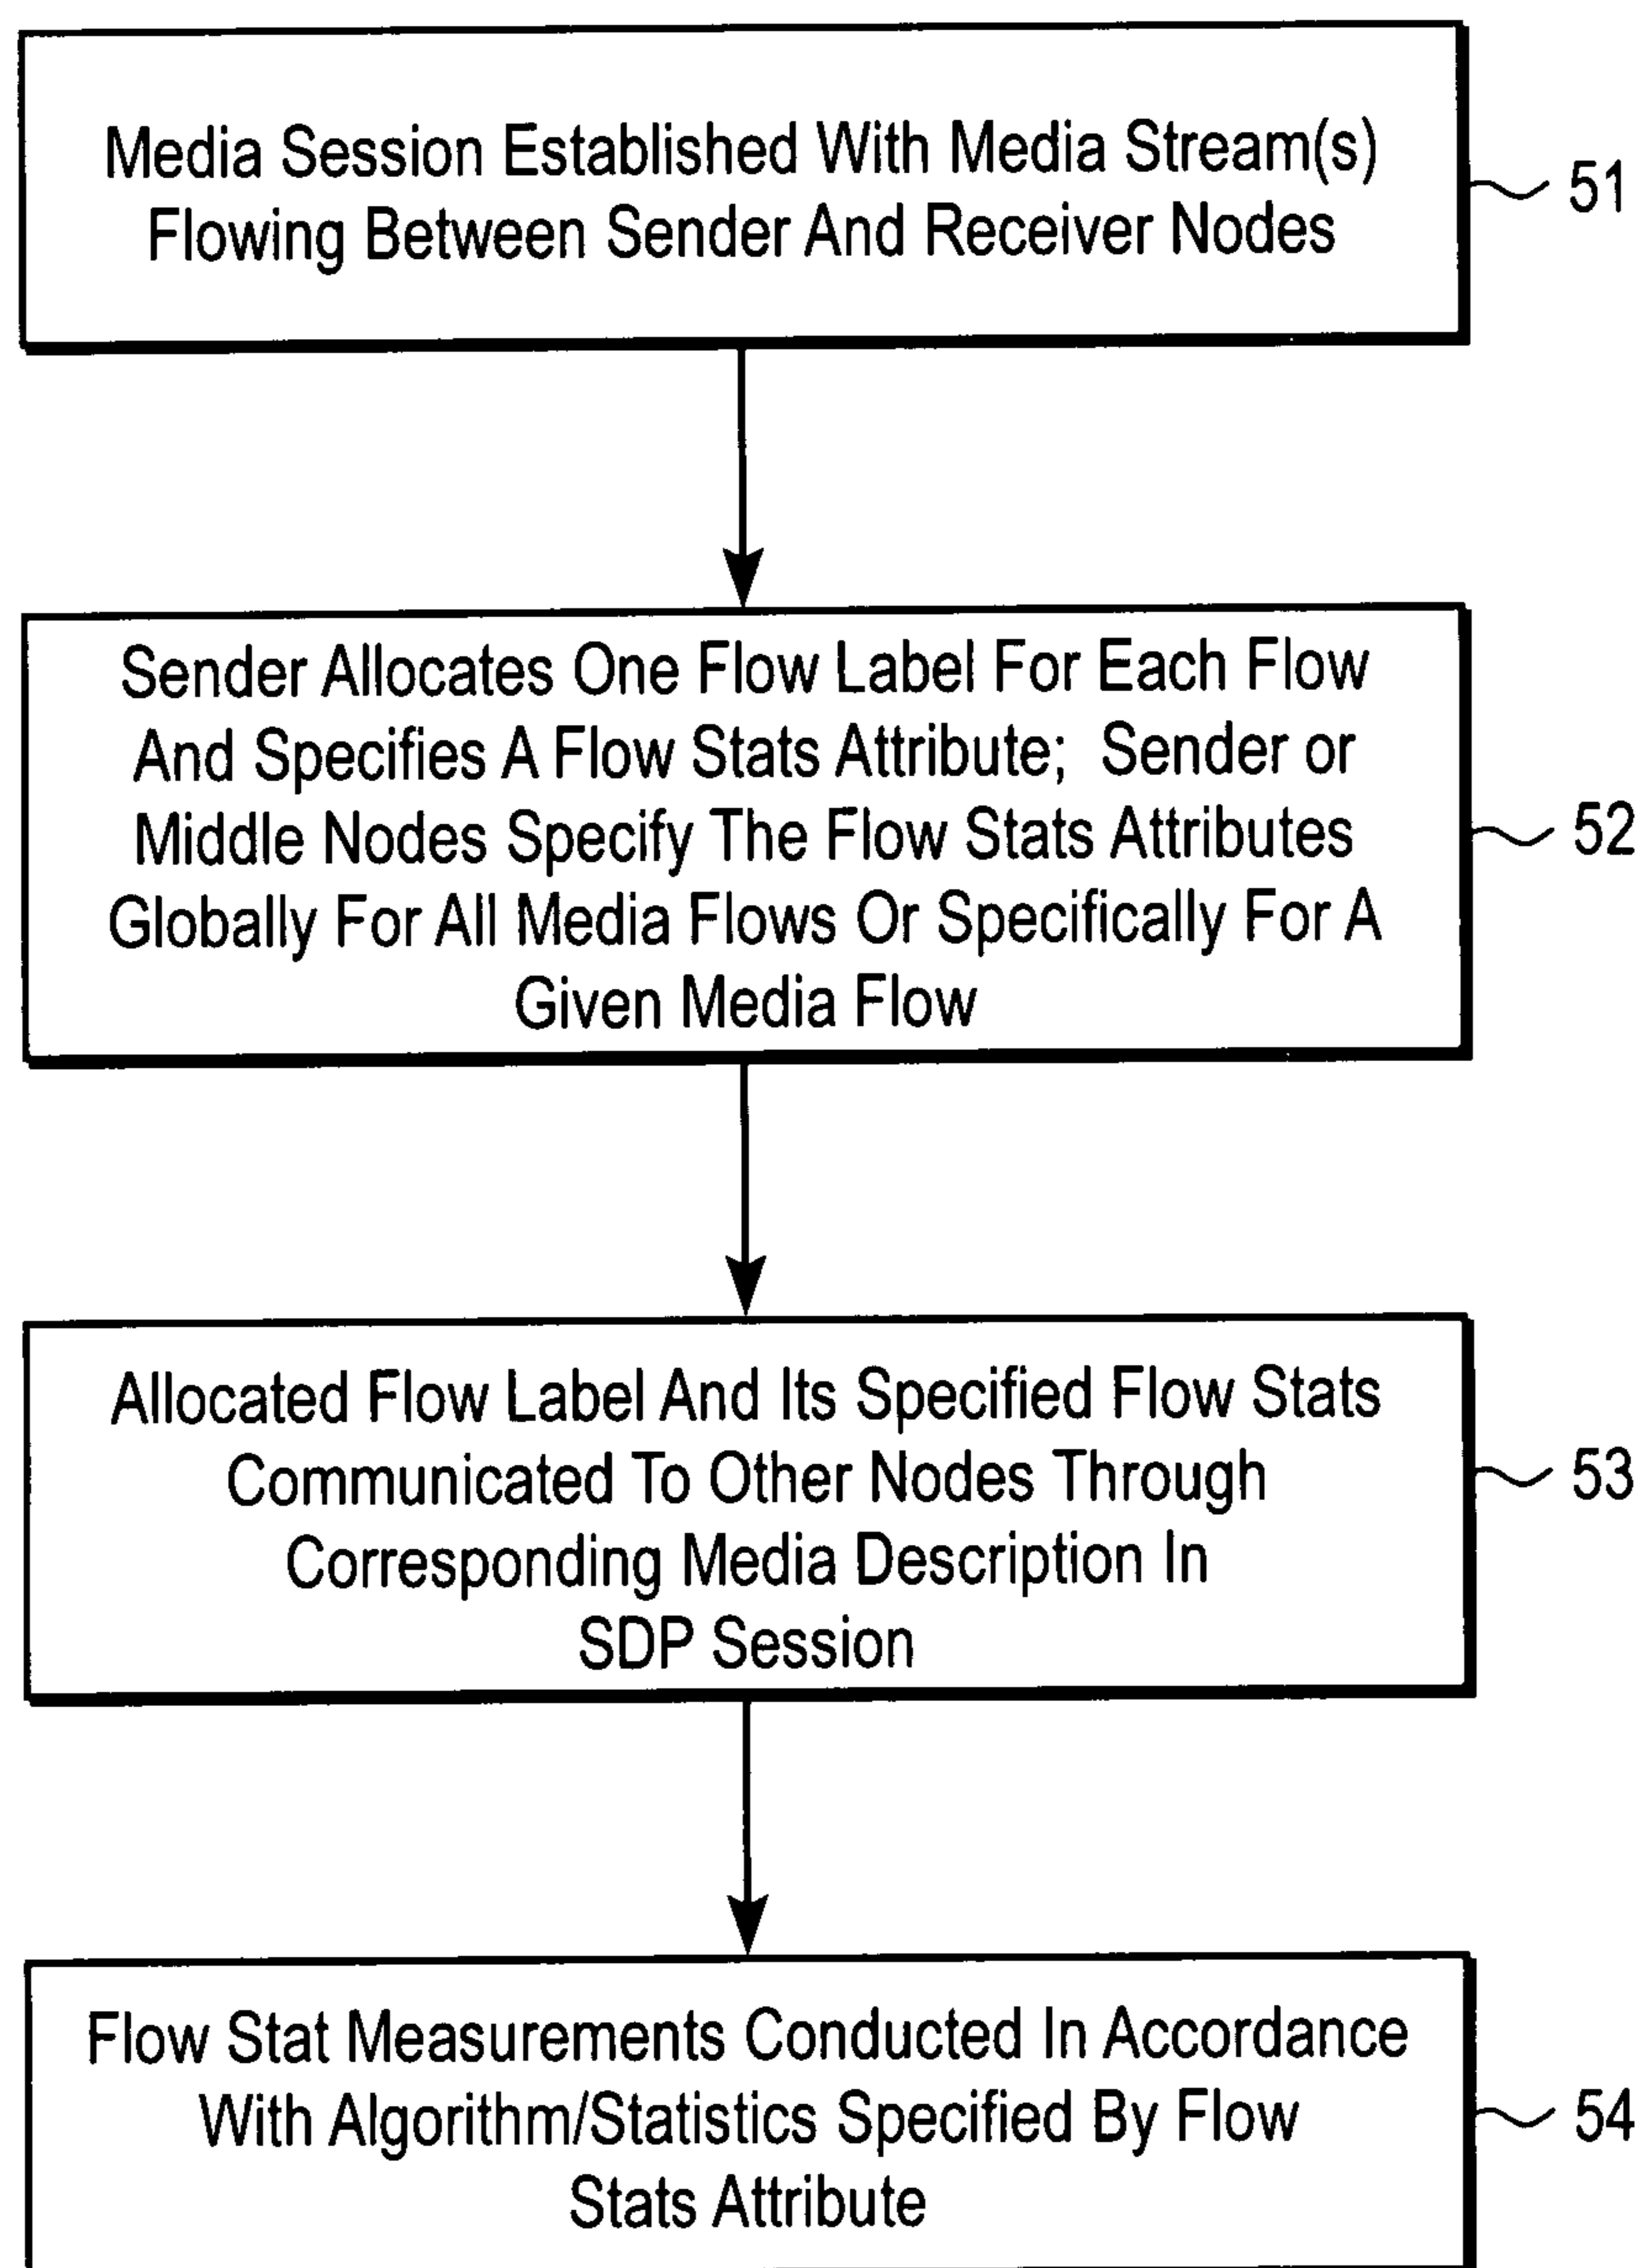 Media Session Established With Media Stream(s)
Flowing Between Sender And Receiver Nodes
51
Sender Allocates One Flow Label For Each Flow
And Specifies A Flow Stats Attribute; Sender or
Middle Nodes Specify The Flow Stats Attributes
Globally For All Media Flows Or Specifically For A
Given Media Flow
52
Allocated Flow Label And Its Specified Flow Stats
Communicated To Other Nodes Through
Corresponding Media Description In
SDP Session
53
Flow Stat Measurements Conducted In Accordance
With Algorithm/Statistics Specified By Flow
Stats Attribute
54